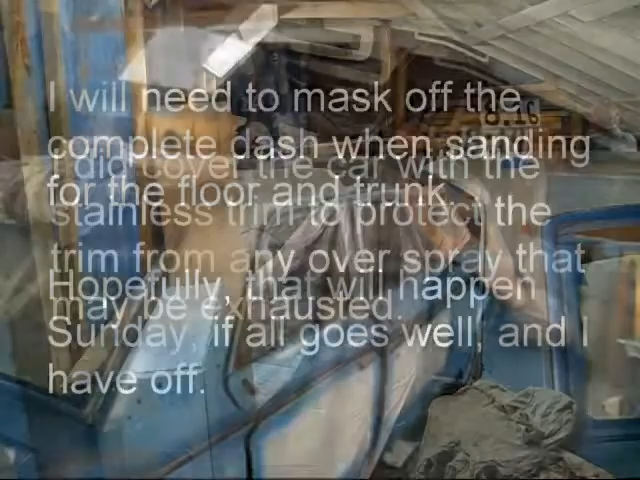 I will need to mask off the
complete dash when sanding
for the floor and trunk.
Hopefully, that will happen
Sunday, if all goes well, and I
have off.
I did cover the car with the
stainless trim to protect the
trim from any over spray that
may be exhausted.